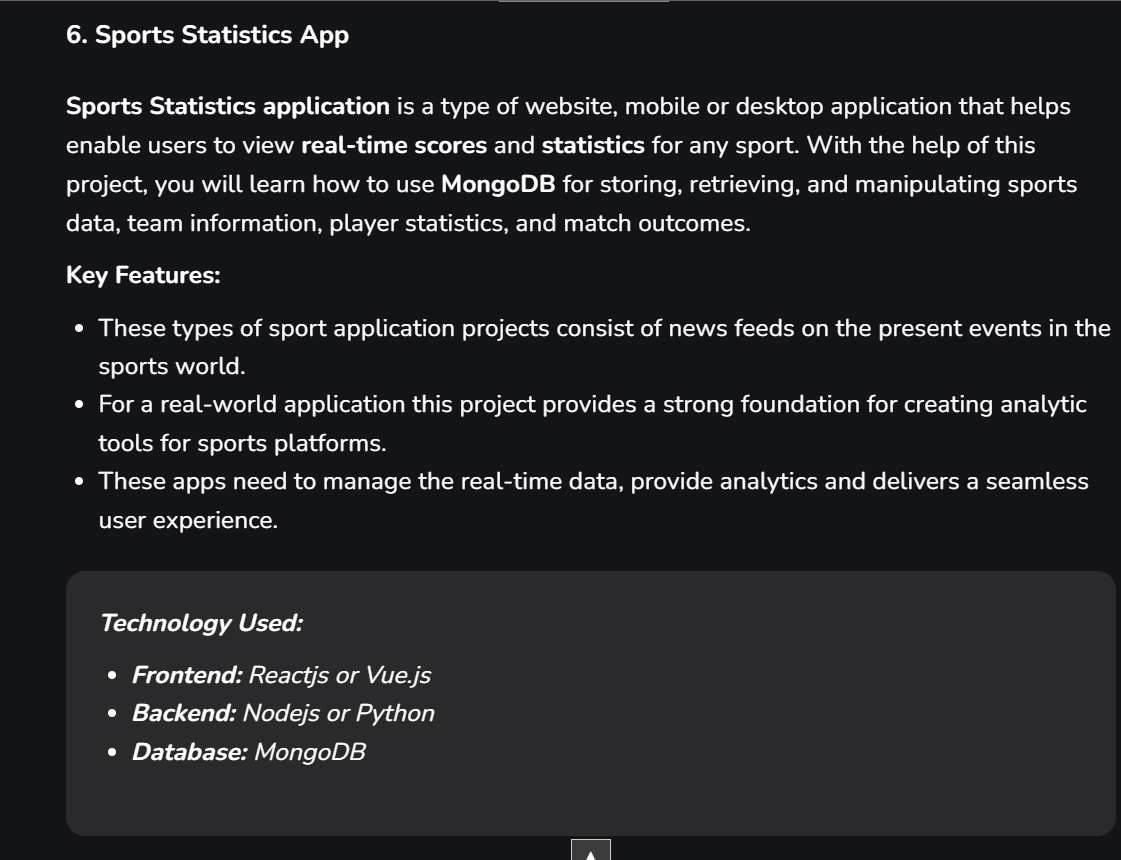 6. Sports Statistics App
Sports Statistics application is a type of website, mobile or desktop application that helps
enable users to view real-time scores and statistics for any sport. With the help of this
project, you will learn how to use MongoDB for storing, retrieving, and manipulating sports
data, team information, player statistics, and match outcomes.
Key Features:
These types of sport application projects consist of news feeds on the present events in the
sports world.
For a real-world application this project provides a strong foundation for creating analytic
tools for sports platforms.
These apps need to manage the real-time data, provide analytics and delivers a seamless
user experience.
Technology Used:
Frontend: Reactjs or Vue.js
Backend: Nodejs or Python
Database: MongoDB